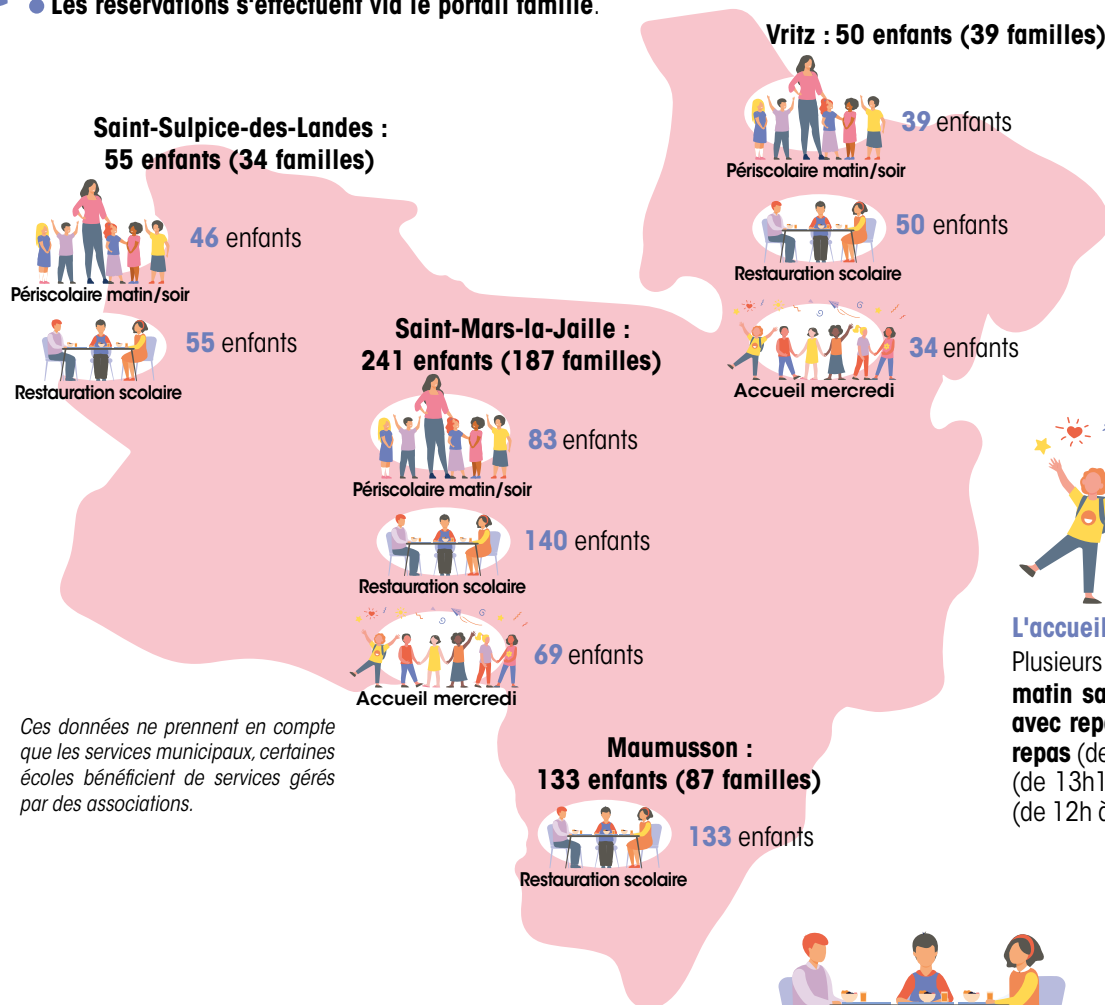 Les réservations s'effectuent via le portail famille.
Vritz : 50 enfants (39 familles)
39 enfants
Périscolaire matin/soir
50 enfants
Restauration scolaire
34 enfants
Accueil mercredi
Saint-Sulpice-des-Landes :
55 enfants (34 familles)
46 enfants
Périscolaire matin/soir
55 enfants
Restauration scolaire
Saint-Mars-la-Jaille :
241 enfants (187 familles)
83 enfants
Périscolaire matin/soir
140 enfants
Restauration scolaire
69 enfants
Accueil mercredi
Ces données ne prennent en compte
que les services municipaux, certaines
écoles bénéficient de services gérés
par des associations.
Maumusson :
133 enfants (87 familles)
133 enfants
Restauration scolaire
L'accueil
Plusieurs
matin
avec
repas (de
(de
(de 12h à